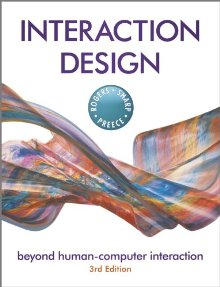 INTERACTION
DESIGN
ROGERS • SHARP
PREECE
beyond human-computer interaction
3rd Edition